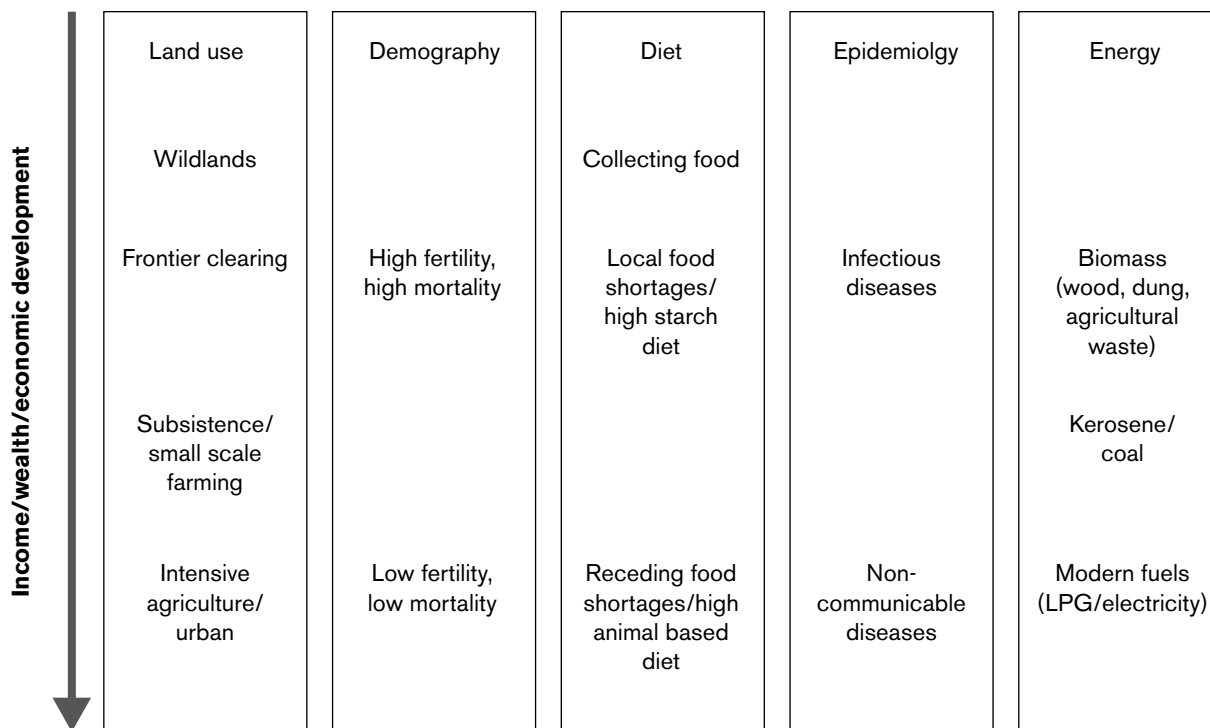 Income/wealth/economic development
Land use
Wildlands
Frontier clearing
Subsistence/
small scale
farming
Intensive
agriculture/
urban
Demography
High fertility,
high mortality
Low fertility,
low mortality
Diet
Collecting food
Local food
shortages/
high starch
diet
Receding food
shortages/high
animal based
diet
Epidemiolgy
Infectious
diseases
Non-
communicable
diseases
Energy
Biomass
(wood, dung,
agricultural
waste)
Kerosene/
coal
Modern fuels
(LPG/electricity)